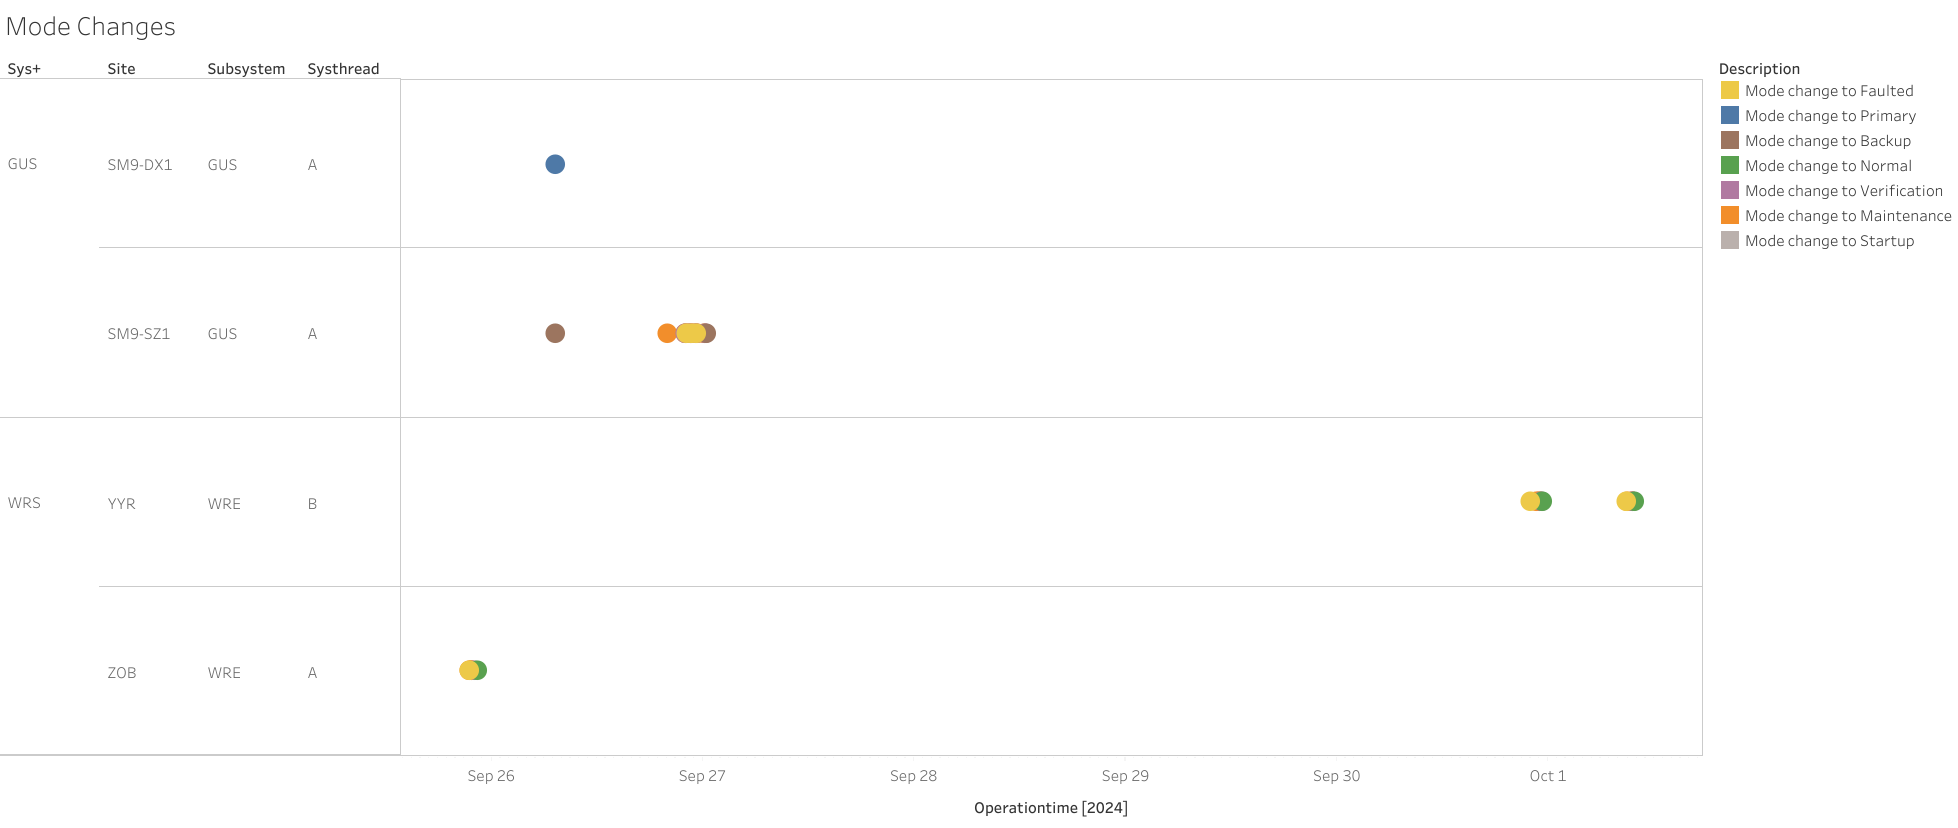 Mode Changes
Sys+ Site Subsystem Systhread
GUS SM9-DX1 GUS A
SM9-SZ1 GUS A
WRS YYR WRE B
ZOB WRE A
Sep 26 Sep 27 Sep 28 Sep 29 Sep 30 Oct 1
Operationtime [2024]
Description
Mode change to Faulted
Mode change to Primary
Mode change to Backup
Mode change to Normal
Mode change to Verification
Mode change to Maintenance
Mode change to Startup